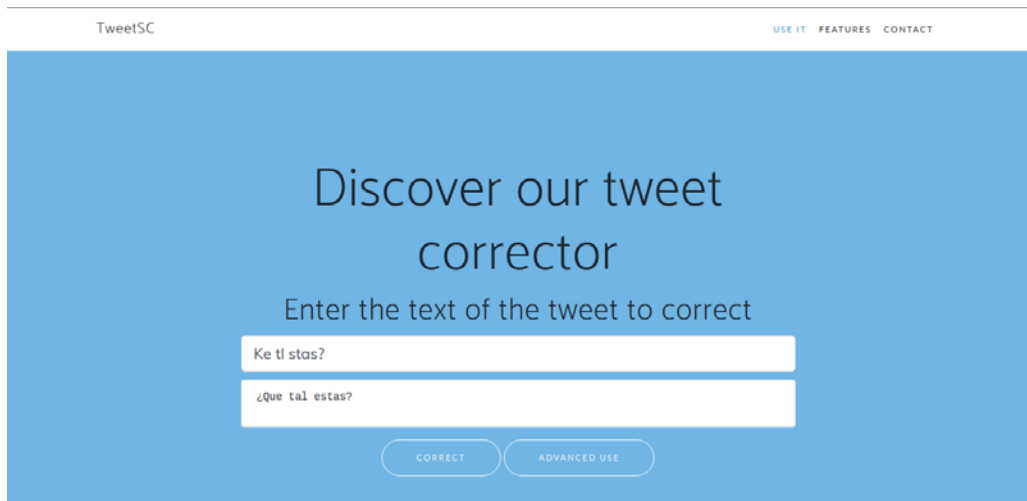 TweetSC
USE IT FEATURES CONTACT
Discover our tweet
corrector
Enter the text of the tweet to correct
Ke tl stas?
¿Que tal estas?
CORRECT
ADVANCED USE